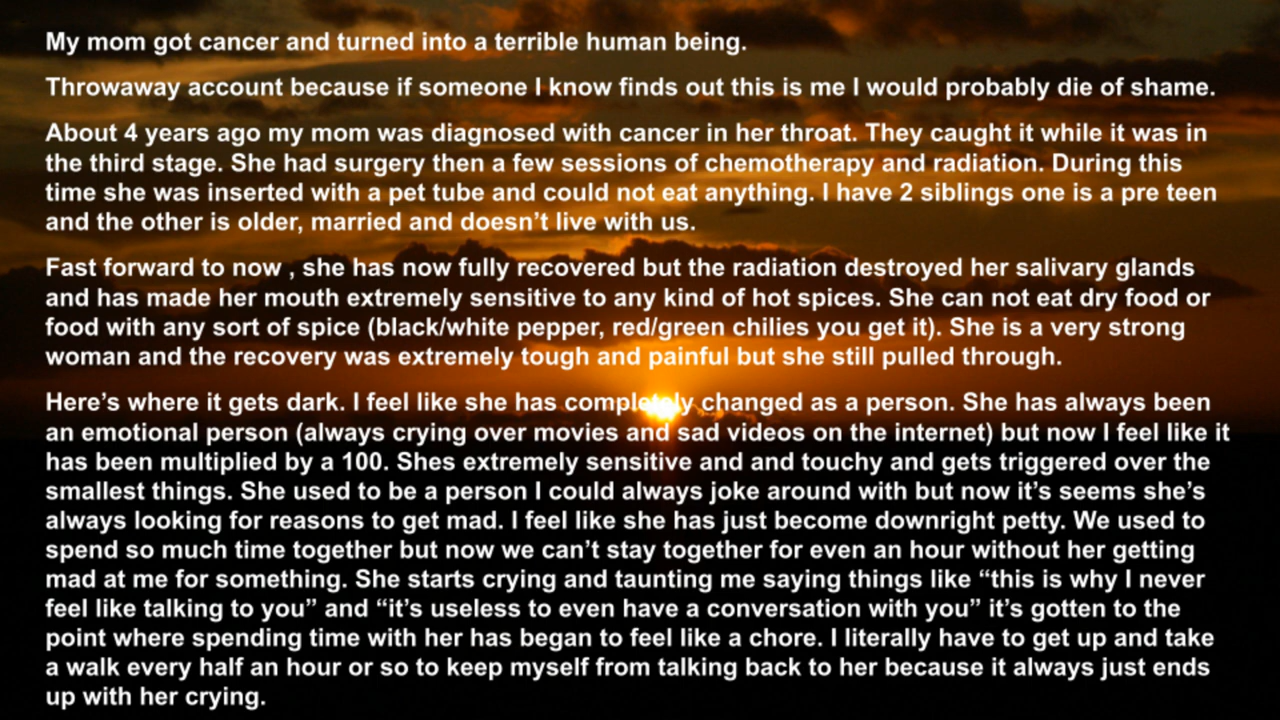 My mom got cancer and turned into a terrible human being.
Throwaway account because if someone I know finds out this is me I would probably die of shame.
About 4 years ago my mom was diagnosed with cancer in her throat. They caught it while it was in
the third stage. She had surgery then a few sessions of chemotherapy and radiation. During this
time she was inserted with a pet tube and could not eat anything. I have 2 siblings one is a pre teen
and the other is older, married and doesn’t live with us.
Fast forward to now , she has now fully recovered but the radiation destroyed her salivary glands
and has made her mouth extremely sensitive to any kind of hot spices. She can not eat dry food or
food with any sort of spice (black/white pepper, red/green chilies you get it). She is a very strong
woman and the recovery was extremely tough and painful but she still pulled through.
Here’s where it gets dark. I feel like she has completely changed as a person. She has always been
an emotional person (always crying over movies and sad videos on the internet) but now I feel like it
has been multiplied by a 100. Shes extremely sensitive and and touchy and gets triggered over the
smallest things. She used to be a person I could always joke around with but now it’s seems she’s
always looking for reasons to get mad. I feel like she has just become downright petty. We used to
spend so much time together but now we can’t stay together for even an hour without her getting
mad at me for something. She starts crying and taunting me saying things like “this is why I never
feel like talking to you” and “it’s useless to even have a conversation with you” it’s gotten to the
point where spending time with her has began to feel like a chore. I literally have to get up and take
a walk every half an hour or so to keep myself from talking back to her because it always just ends
up with her crying.